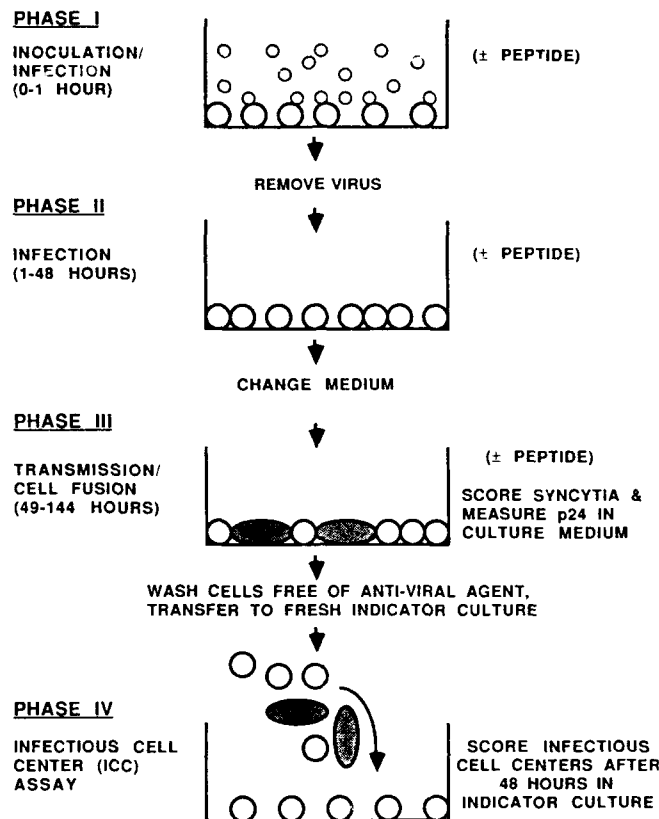 PHASE I
INOCULATION/
INFECTION
(0-1 HOUR)
(± PEPTIDE)
REMOVE VIRUS
PHASE II
INFECTION
(1-48 HOURS)
(± PEPTIDE)
CHANGE MEDIUM
PHASE III
TRANSMISSION/
CELL FUSION
(49-144 HOURS)
(± PEPTIDE)
SCORE SYNCYTIA &
MEASURE p24 IN
CULTURE MEDIUM
WASH CELLS FREE OF ANTI-VIRAL AGENT,
TRANSFER TO FRESH INDICATOR CULTURE
PHASE IV
INFECTIOUS CELL
CENTER (ICC)
ASSAY
SCORE INFECTIOUS
CELL CENTERS AFTER
48 HOURS IN
INDICATOR CULTURE